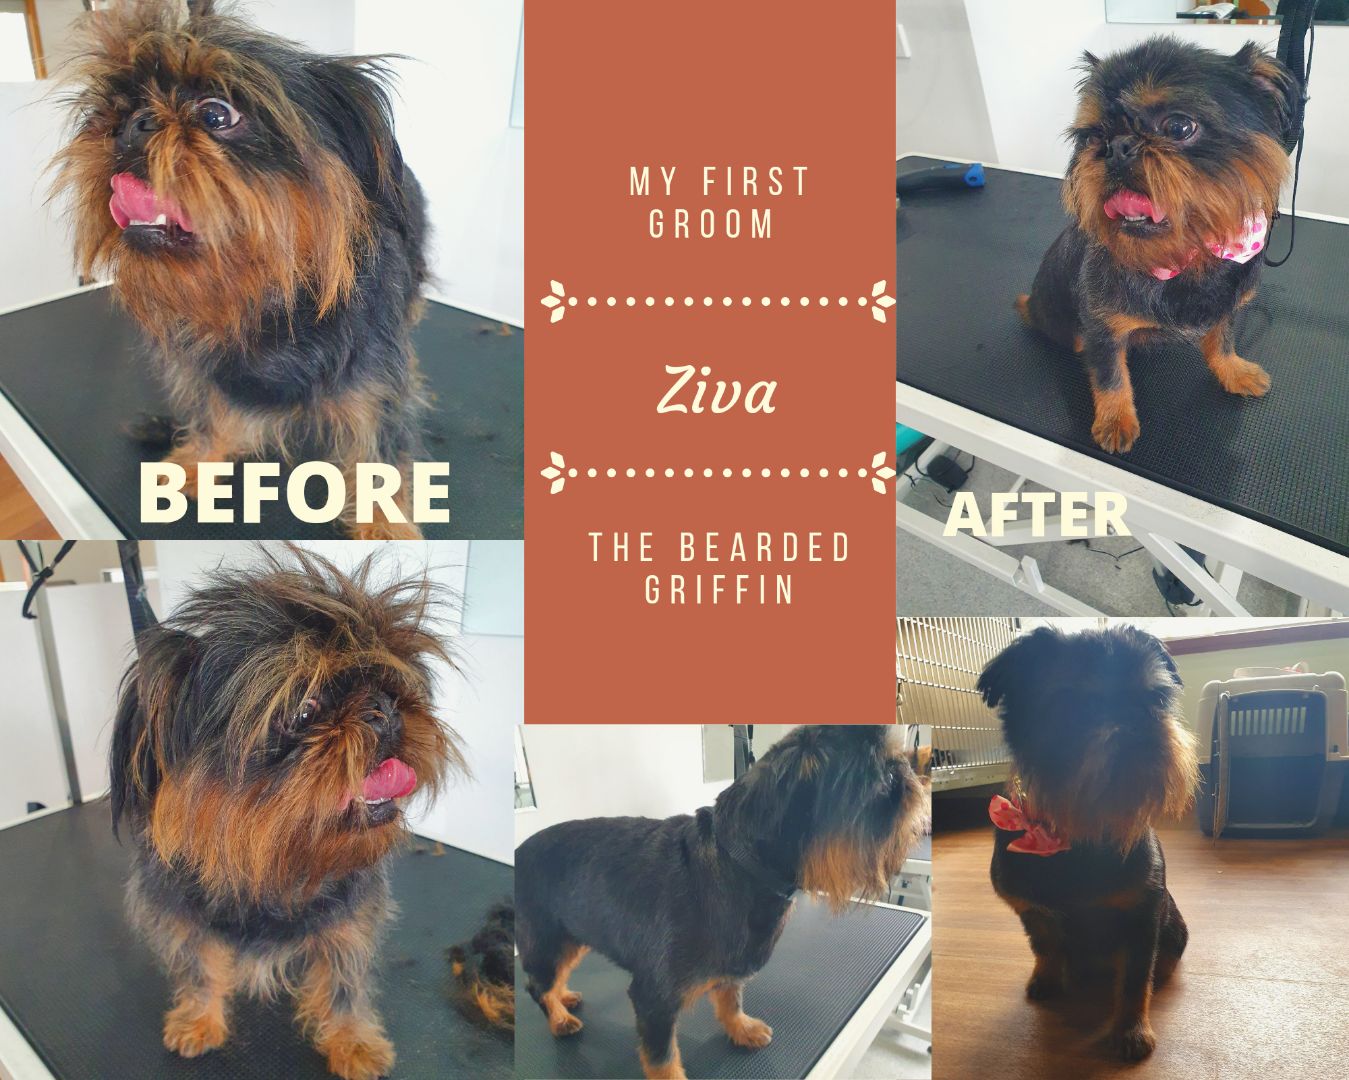 MY FIRST
GROOM
Ziva
THE BEARDED
GRIFFIN
BEFORE
AFTER